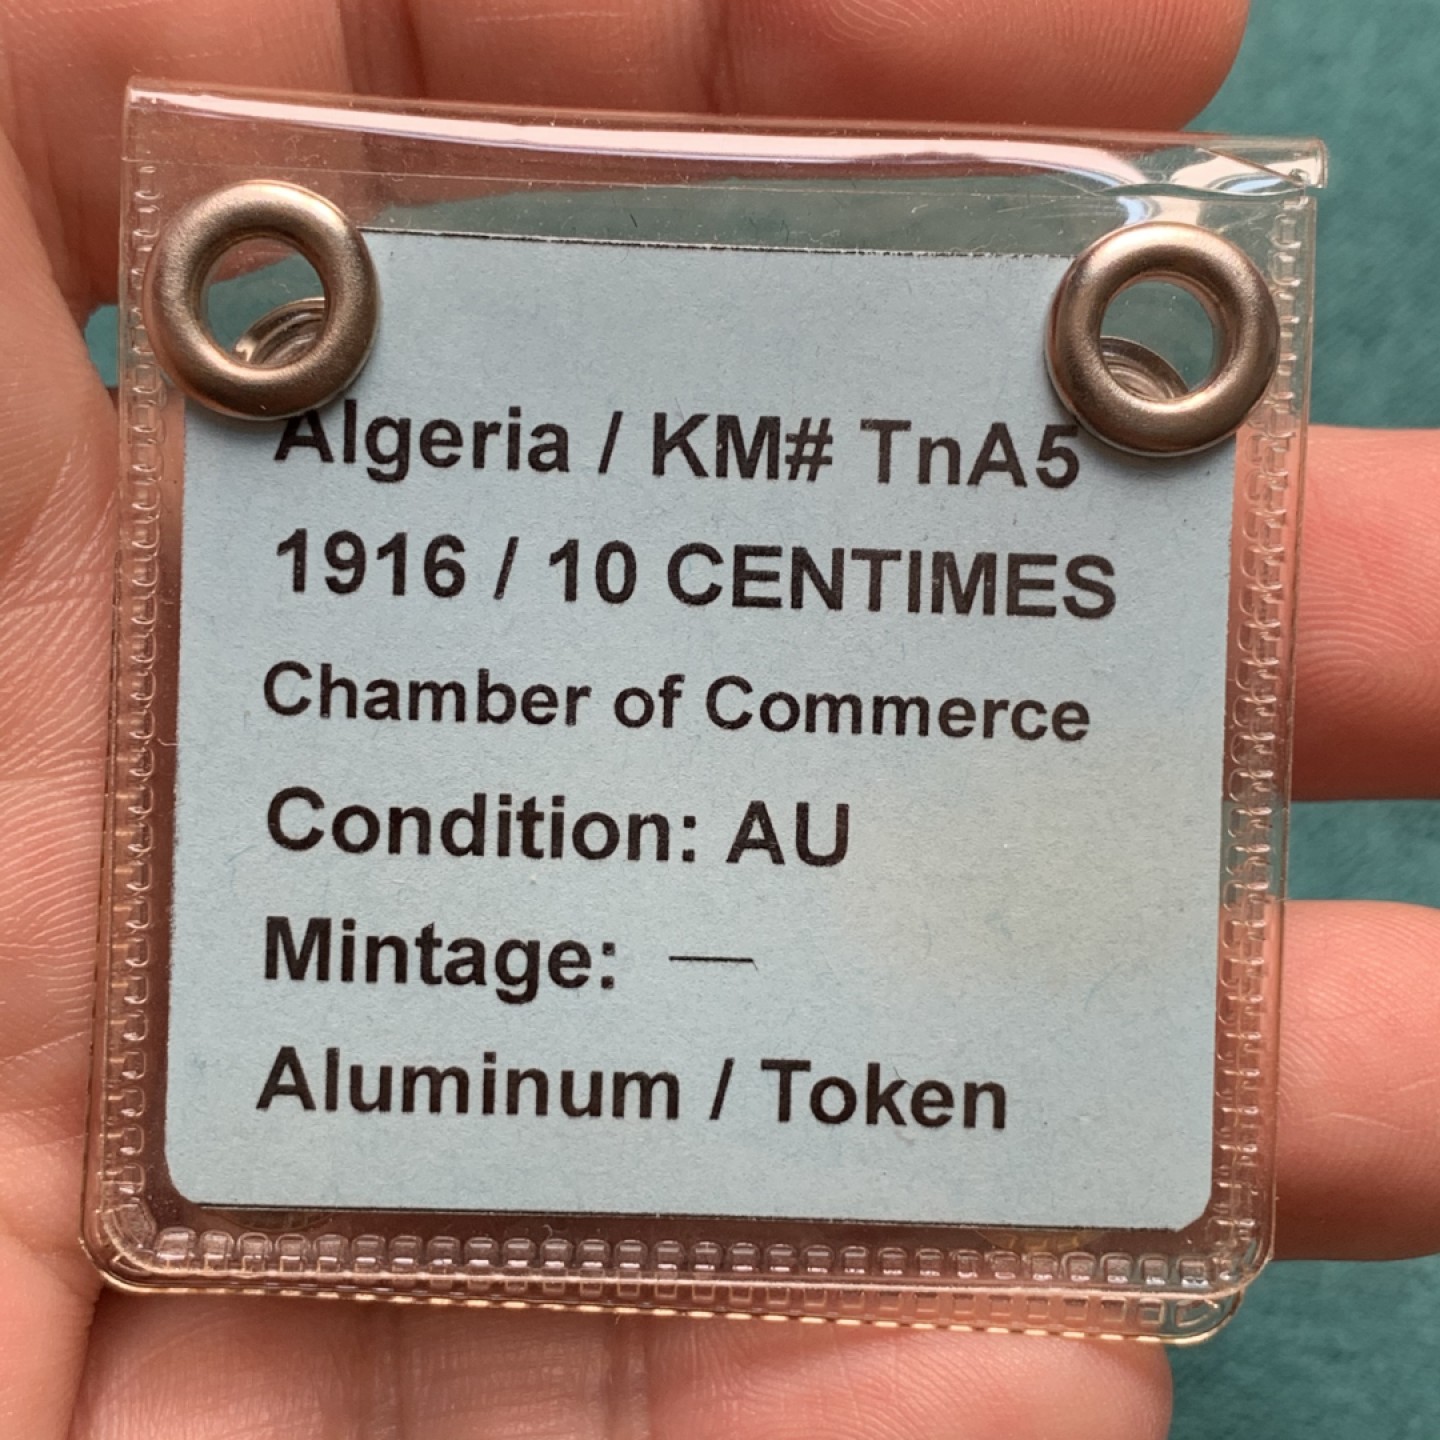 Algeria / KM# TnA5
1916 / 10 CENTIMES
Chamber of Commerce
Condition: AU
Mintage: —
Aluminum / Token